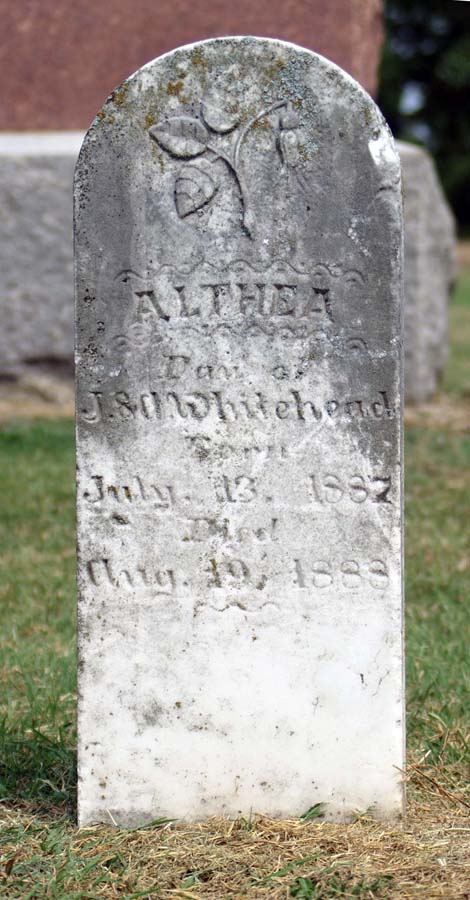 ALTHEA
Dau of
J. & A Whitehead
Born
July. 13. 1887
Died
Aug. 19, 1888